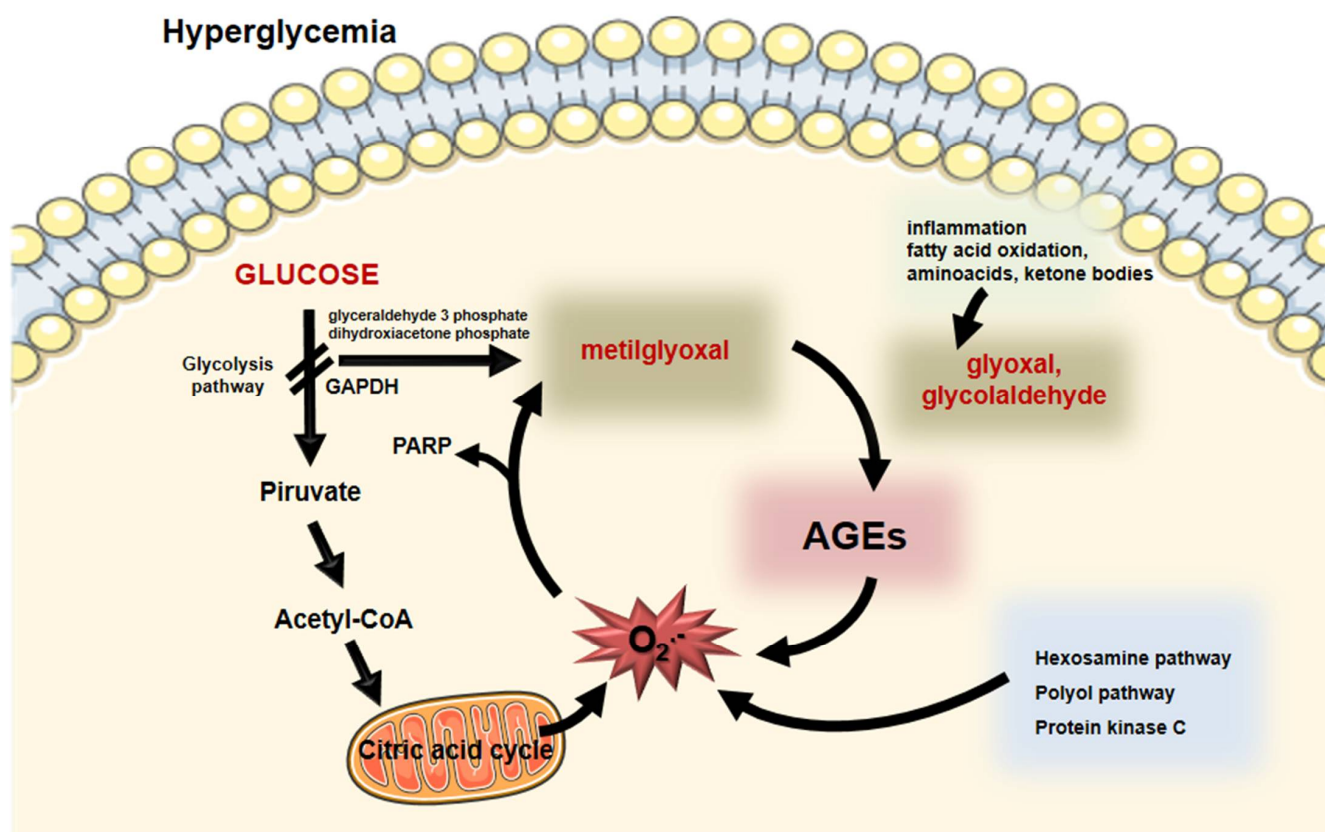 Hyperglycemia
inflammation
fatty acid oxidation,
aminoacids, ketone bodies
GLUCOSE
glyceraldehyde 3 phosphate
dihydroxiacetone phosphate
Glycolysis
pathway
GAPDH
metilglyoxal
glyoxal,
glycolaldehyde
PARP
Piruvate
AGEs
Acetyl-CoA
O₂·-
Hexosamine pathway
Polyol pathway
Protein kinase C
Citric acid cycle